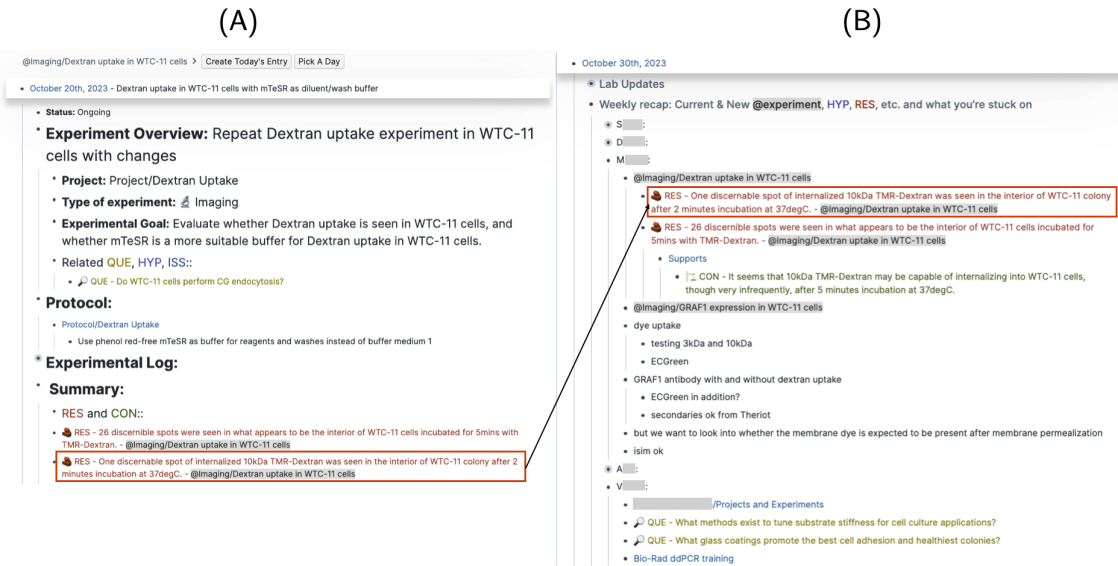 (A)
(B)
@Imaging/Dextran uptake in WTC-11 cells > Create Today's Entry Pick A Day
October 20th, 2023 - Dextran uptake in WTC-11 cells with mTeSR as diluent/wash buffer
Status: Ongoing
Experiment Overview: Repeat Dextran uptake experiment in WTC-11
cells with changes
Project: Project/Dextran Uptake
Type of experiment: 🔬 Imaging
Experimental Goal: Evaluate whether Dextran uptake is seen in WTC-11 cells, and
whether mTeSR is a more suitable buffer for Dextran uptake in WTC-11 cells.
Related QUE, HYP, ISS::
🔎 QUE - Do WTC-11 cells perform CG endocytosis?
Protocol:
Protocol/Dextran Uptake
Use phenol red-free mTeSR as buffer for reagents and washes instead of buffer medium 1
Experimental Log:
Summary:
RES and CON::
RES - 26 discernible spots were seen in what appears to be the interior of WTC-11 cells incubated for 5mins with
TMR-Dextran. - @Imaging/Dextran uptake in WTC-11 cells
RES - One discernable spot of internalized 10kDa TMR-Dextran was seen in the interior of WTC-11 colony after 2
minutes incubation at 37degC. - @Imaging/Dextran uptake in WTC-11 cells
October 30th, 2023
Lab Updates
Weekly recap: Current & New @experiment, HYP, RES, etc. and what you're stuck on
S :
D :
M :
@Imaging/Dextran uptake in WTC-11 cells
RES - One discernable spot of internalized 10kDa TMR-Dextran was seen in the interior of WTC-11 colony
after 2 minutes incubation at 37degC. - @Imaging/Dextran uptake in WTC-11 cells
RES - 26 discernible spots were seen in what appears to be the interior of WTC-11 cells incubated for
5mins with TMR-Dextran. - @Imaging/Dextran uptake in WTC-11 cells
Supports
CON - It seems that 10kDa TMR-Dextran may be capable of internalizing into WTC-11 cells,
though very infrequently, after 5 minutes incubation at 37degC.
@Imaging/GRAF1 expression in WTC-11 cells
dye uptake
testing 3kDa and 10kDa
ECGreen
GRAF1 antibody with and without dextran uptake
ECGreen in addition?
secondaries ok from Theriot
but we want to look into whether the membrane dye is expected to be present after membrane permealization
isim ok
A :
V :
/Projects and Experiments
🔎 QUE - What methods exist to tune substrate stiffness for cell culture applications?
🔎 QUE - What glass coatings promote the best cell adhesion and healthiest colonies?
Bio-Rad ddPCR training